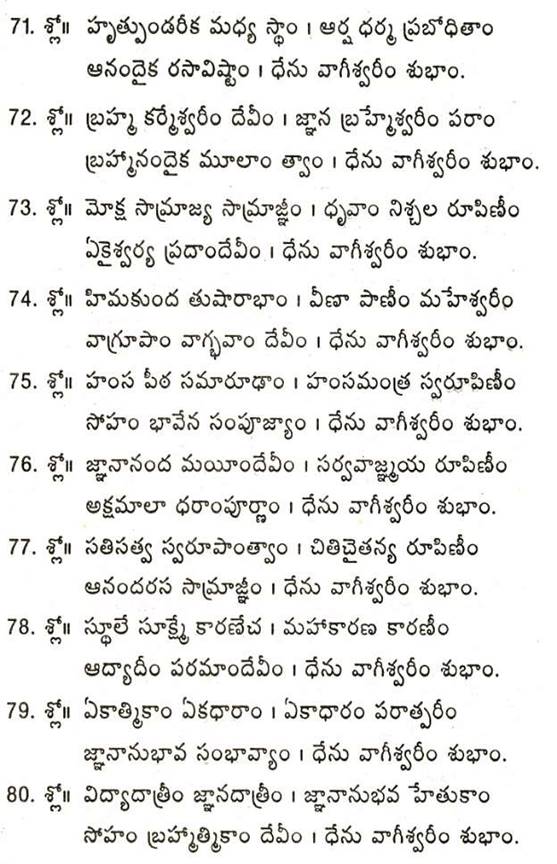 71. శ్లో॥ హృత్పుండరీక మధ్య స్థాం । ఆర్ష ధర్మ ప్రబోధితాం
ఆనందైక రసావిష్టాం । ధేను వాగీశ్వరీం శుభాం.
72. శ్లో॥ బ్రహ్మ కర్మేశ్వరీం దేవీం । జ్ఞాన బ్రహ్మేశ్వరీం పరాం
బ్రహ్మానందైక మూలాం త్వాం । ధేను వాగీశ్వరీం శుభాం.
73. శ్లో॥ మోక్ష సామ్రాజ్య సామ్రాజ్ఞీం । ధృవాం నిశ్చల రూపిణీం
ఏకైశ్వర్య ప్రదాందేవీం । ధేను వాగీశ్వరీం శుభాం.
74. శ్లో॥ హిమకుంద తుషారాభాం । వీణా పాణీం మహేశ్వరీం
వాగ్రూపాం వాగ్భవాం దేవీం । ధేను వాగీశ్వరీం శుభాం.
75. శ్లో॥ హంస పీఠ సమారూఢాం । హంసమంత్ర స్వరూపిణీం
సోహం భావేన సంపూజ్యాం । ధేను వాగీశ్వరీం శుభాం.
76. శ్లో॥ జ్ఞానానంద మయీందేవీం । సర్వవాజ్మ్మయ రూపిణీం
అక్షమాలా ధరాంపూర్ణాం । ధేను వాగీశ్వరీం శుభాం.
77. శ్లో॥ సతిసత్వ స్వరూపాంత్వాం । చితిచైతన్య రూపిణీం
ఆనందరస సామ్రాజ్ఞీం । ధేను వాగీశ్వరీం శుభాం.
78. శ్లో॥ స్థూలే సూక్ష్మే కారణేచ । మహాకారణ కారణీం
ఆద్యాదీం పరమాందేవీం । ధేను వాగీశ్వరీం శుభాం.
79. శ్లో॥ ఏకాత్మికాం ఏకధారాం । ఏకాధారం పరాత్పరీం
జ్ఞానానుభావ సంభావ్యాం । ధేను వాగీశ్వరీం శుభాం.
80. శ్లో॥ విద్యాదాత్రీం జ్ఞానదాత్రీం । జ్ఞానానుభవ హేతుకాం
సోహం బ్రహ్మాత్మికాం దేవీం । ధేను వాగీశ్వరీం శుభాం.